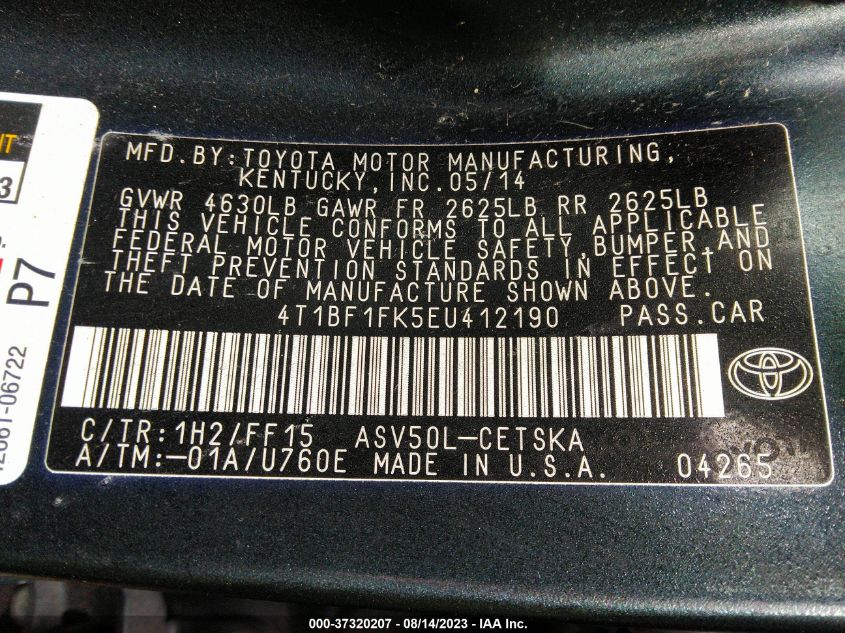 MFD.BY:TOYOTA MOTOR MANUFACTURING,
KENTUCKY,INC.05/14
GVWR 4630LB GAWR FR 2625LB RR 2625LB
THIS VEHICLE CONFORMS TO ALL APPLICABLE
FEDERAL MOTOR VEHICLE SAFETY,BUMPER,AND
THEFT PREVENTION STANDARDS IN EFFECT ON
THE DATE OF MANUFACTURE SHOWN ABOVE.
4T1BF1FK5EU412190 PASS.CAR
C/TR:1H2/FF15 ASV50L-CETSKA
A/TM:-01A/U760E MADE IN U.S.A. 04265
P7
000-37320207 - 08/14/2023 - IAA Inc.